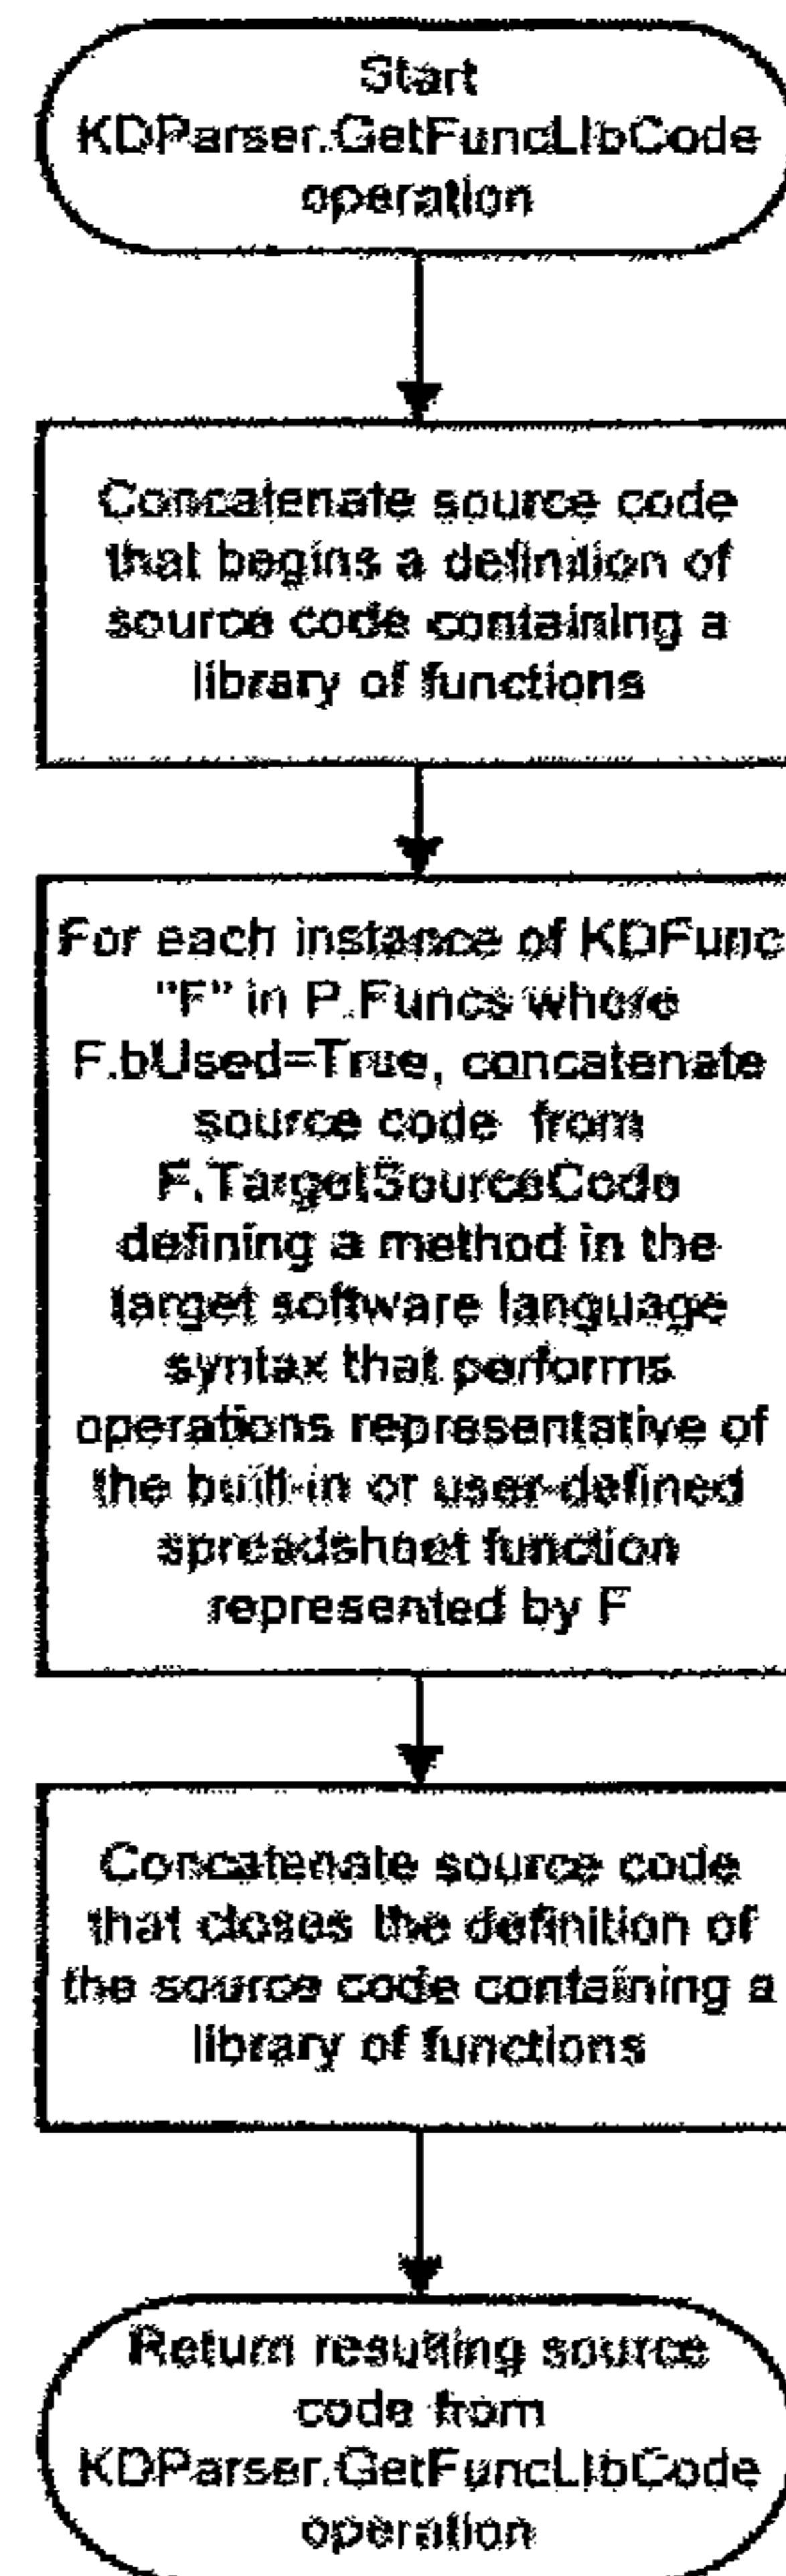 Start
KDParser.GetFuncLibCode
operation
Concatenate source code
that begins a definition of
source code containing a
library of functions
For each instance of KDFunc
"F" in P.Funcs where
F.bUsed=True, concatenate
source code from
F.TargetSourceCode
defining a method in the
target software language
syntax that performs
operations representative of
the built-in or user-defined
spreadsheet function
represented by F
Concatenate source code
that closes the definition of
the source code containing a
library of functions
Return resulting source
code from
KDParser.GetFuncLibCode
operation